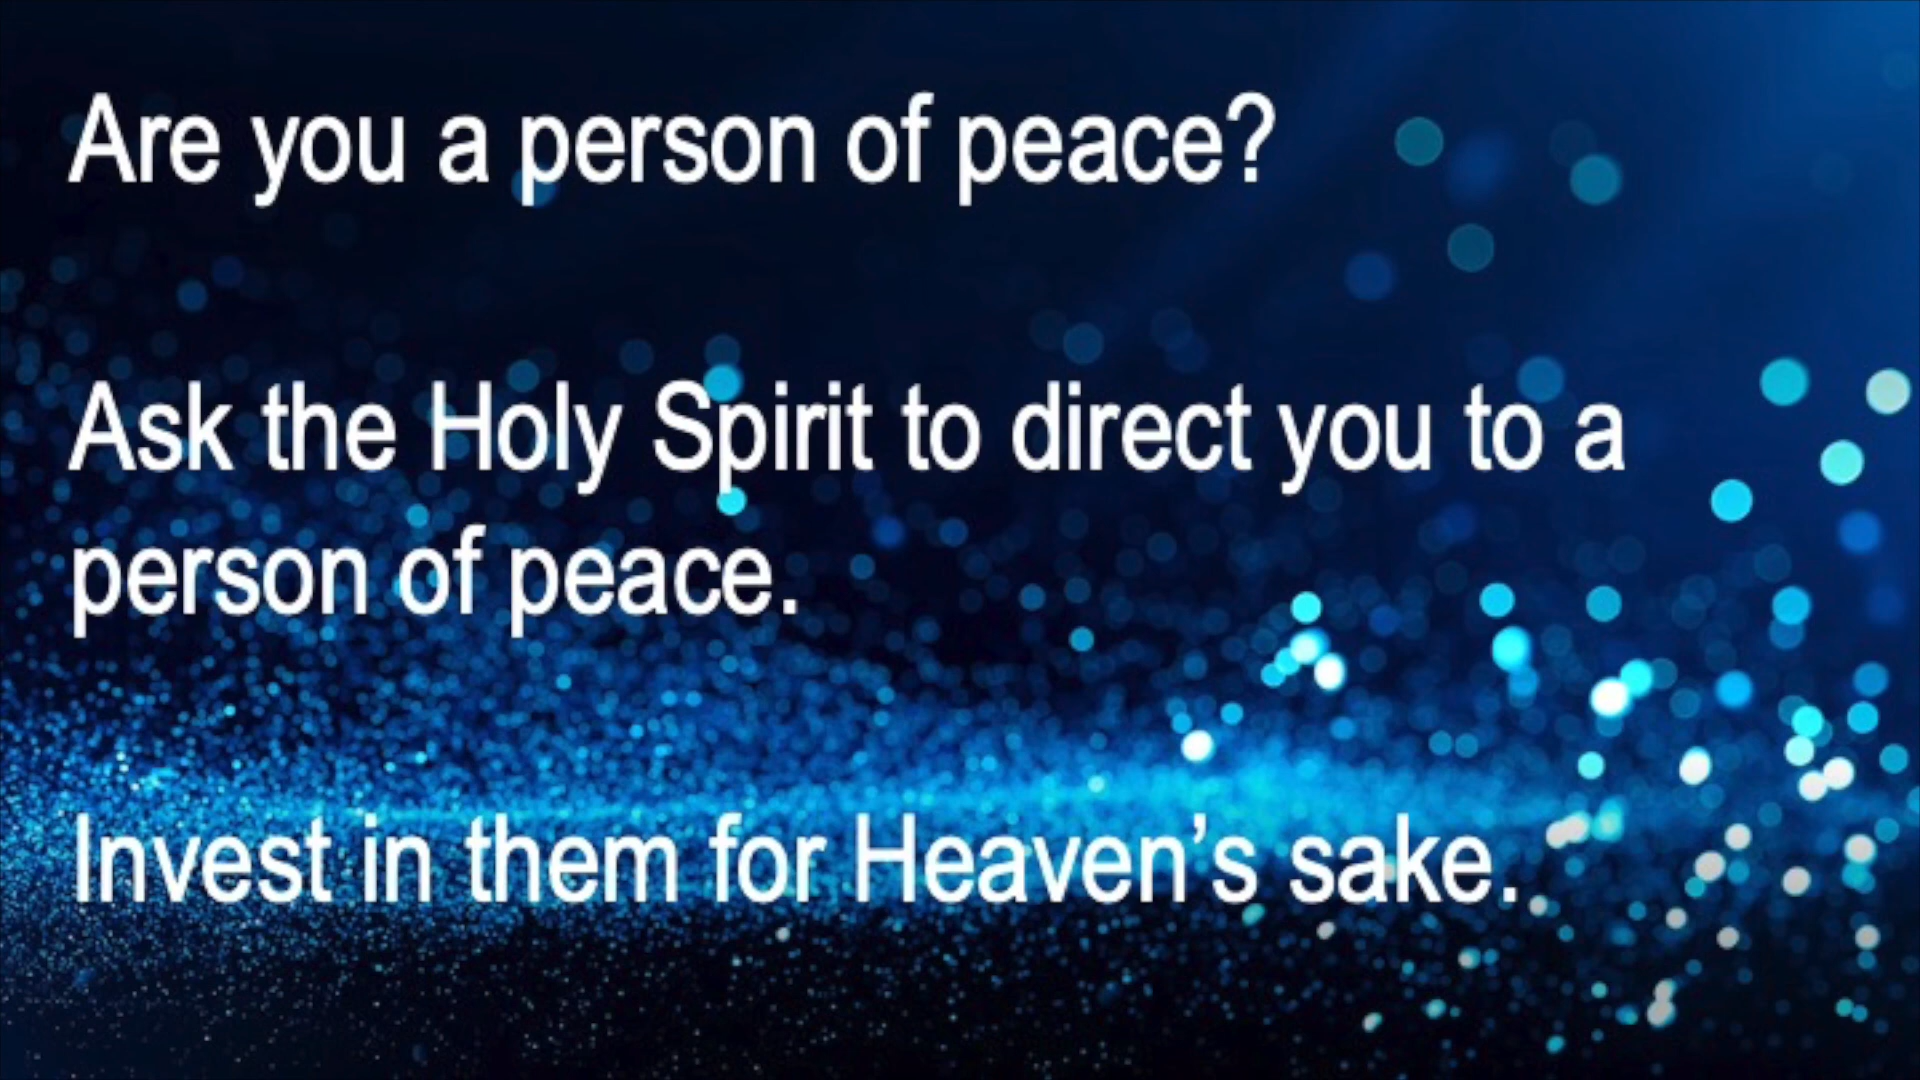 Are you a person of peace?
Ask the Holy Spirit to direct you to a
person of peace.
Invest in them for Heaven’s sake.